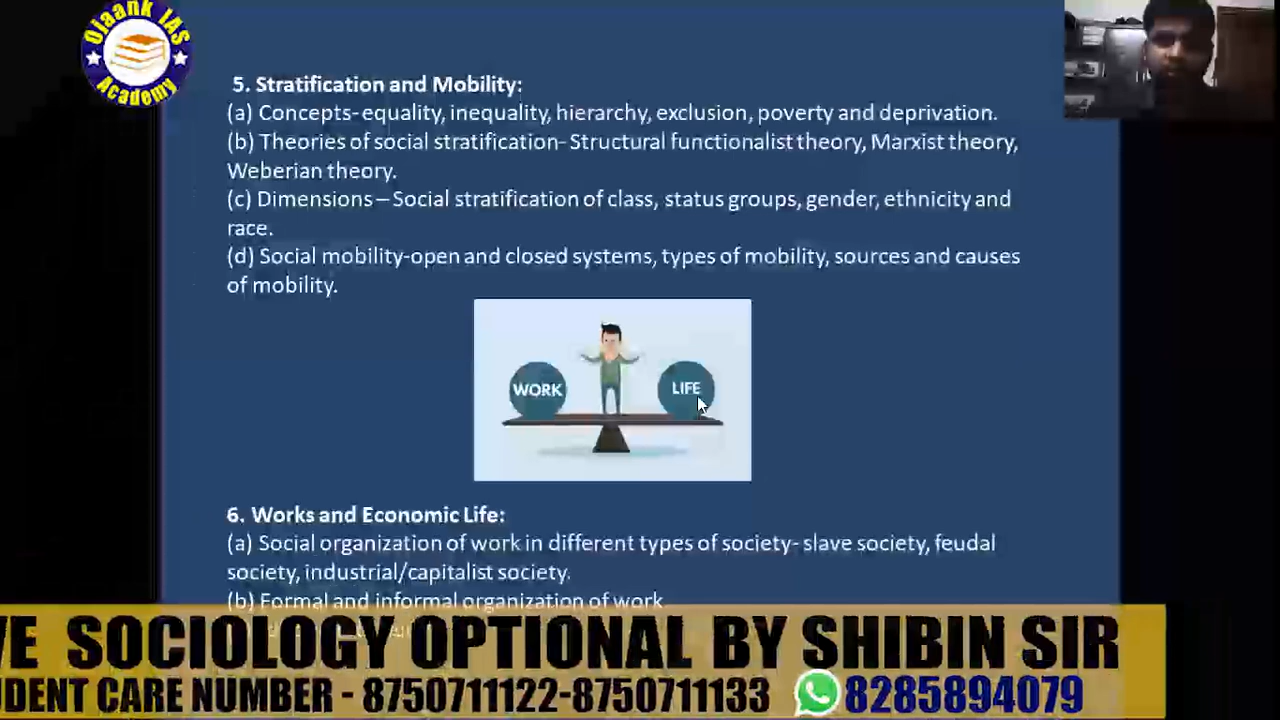 Ojaank IAS
Academy
5. Stratification and Mobility:
(a) Concepts- equality, inequality, hierarchy, exclusion, poverty and deprivation.
(b) Theories of social stratification- Structural functionalist theory, Marxist theory,
Weberian theory.
(c) Dimensions – Social stratification of class, status groups, gender, ethnicity and
race.
(d) Social mobility-open and closed systems, types of mobility, sources and causes
of mobility.
WORK
LIFE
6. Works and Economic Life:
(a) Social organization of work in different types of society- slave society, feudal
society, industrial/capitalist society.
(b) Formal and informal organization of work
VE SOCIOLOGY OPTIONAL BY SHIBIN SIR
UDENT CARE NUMBER - 8750711122-8750711133 8285894079